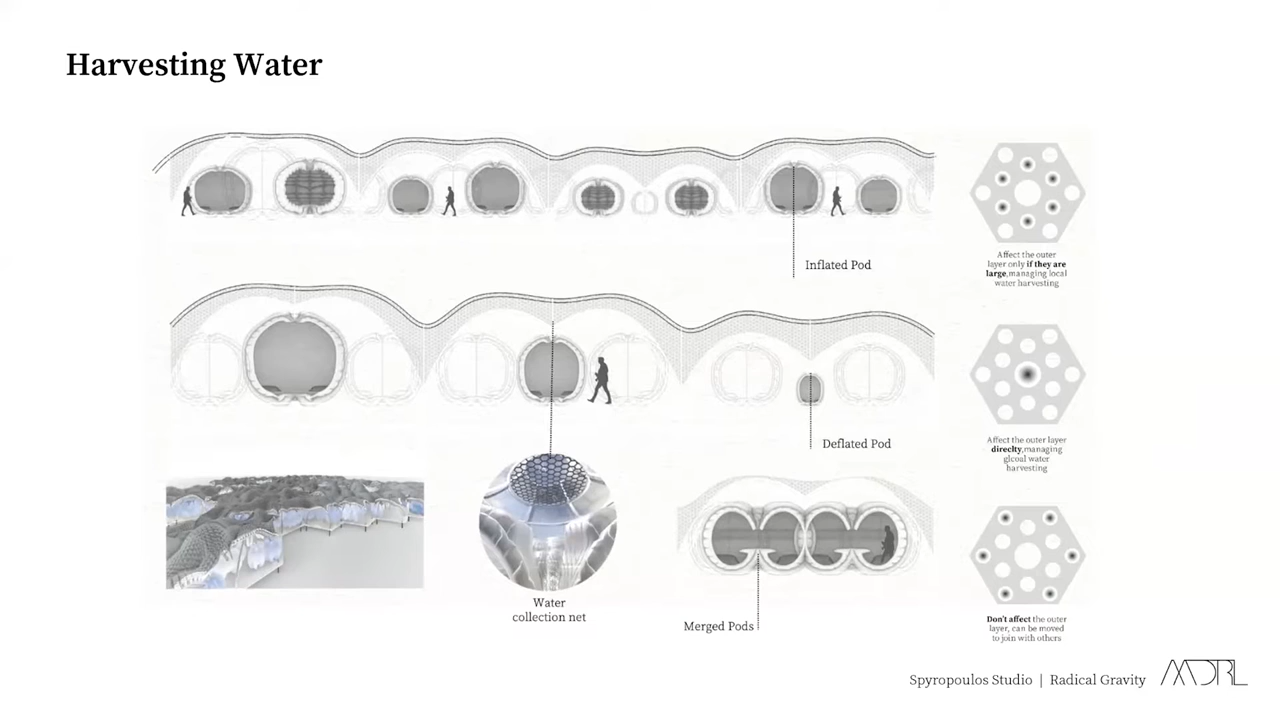 Harvesting Water
Inflated Pod
Affect the outer
layer only if they are
large,managing local
water harvesting
Deflated Pod
Affect the outer layer
direclty,managing
glcoal water
harvesting
Water
collection net
Merged Pods
Don't affect the outer
layer, can be moved
to join with others
Spyropoulos Studio | Radical Gravity